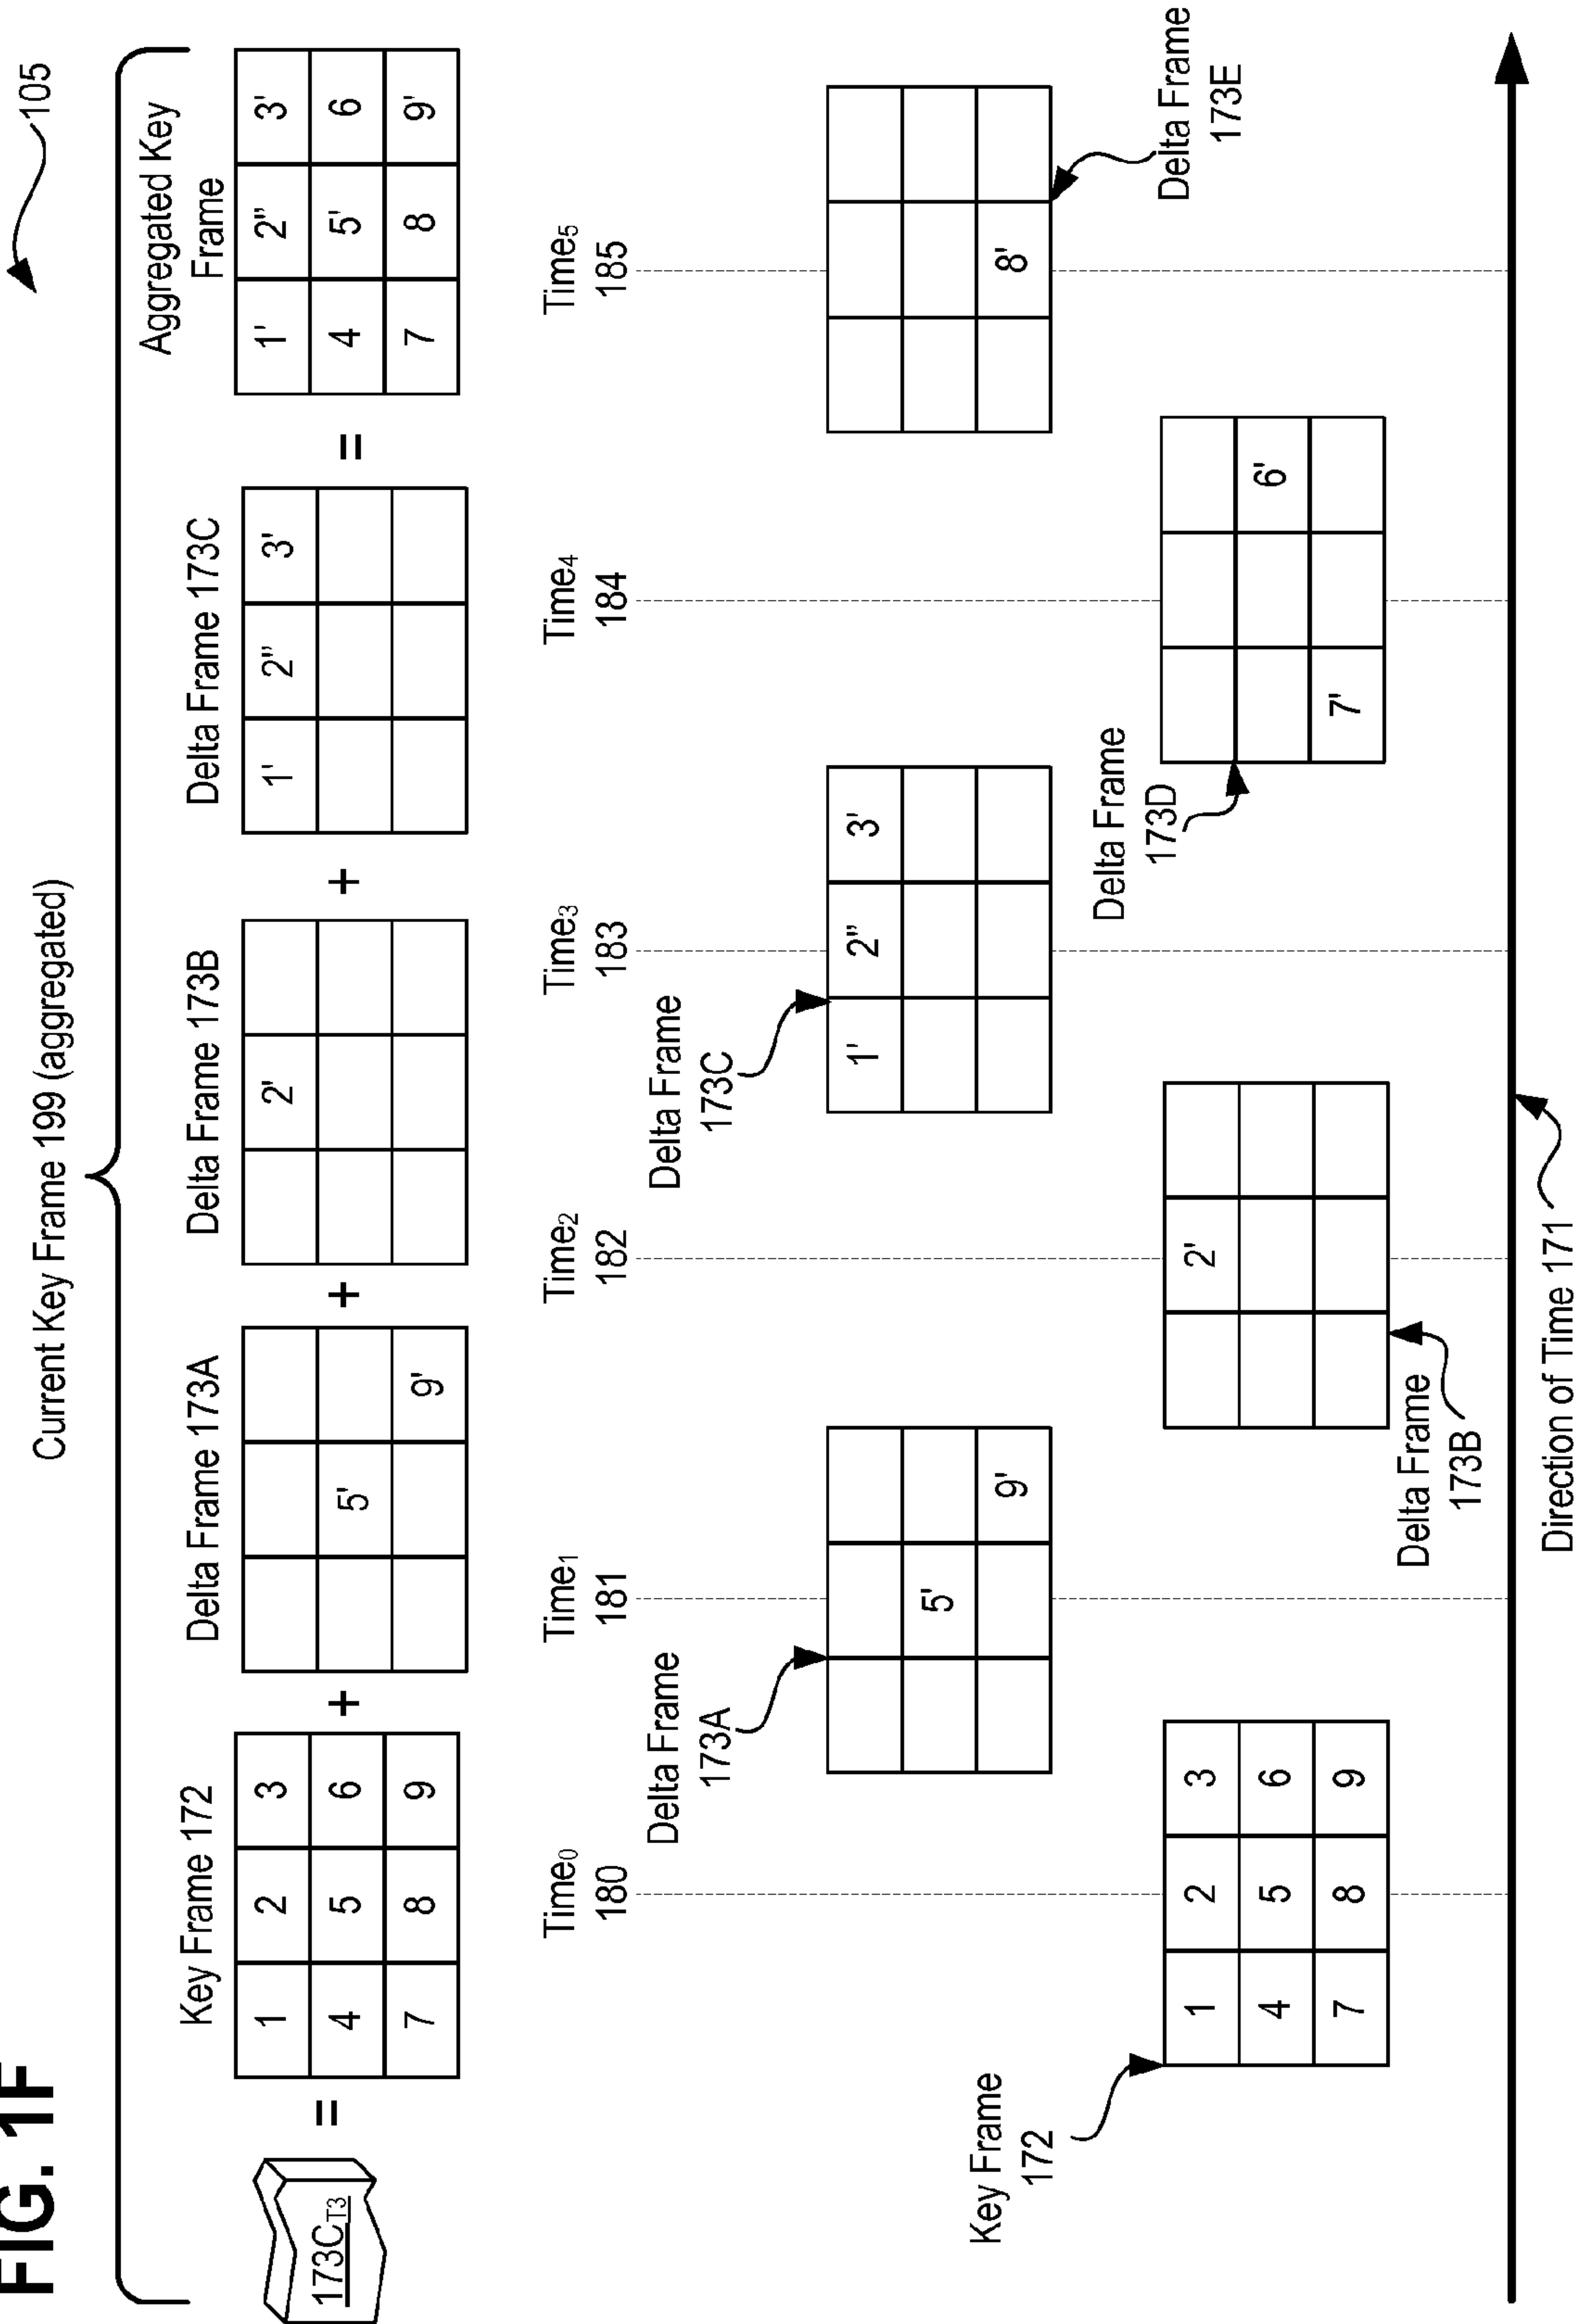 FIG. 1F
105
Current Key Frame 199 (aggregated)
173C_T3
=
Key Frame 172
1 2 3
4 5 6
7 8 9
+
Delta Frame 173A
5'
9'
+
Delta Frame 173B
2'
+
Delta Frame 173C
1' 2" 3'
=
Aggregated Key
Frame
1' 2" 3'
4 5' 6
7 8 9'
Time0
180
Time1
181
Time2
182
Time3
183
Time4
184
Time5
185
Key Frame
172
1 2 3
4 5 6
7 8 9
Delta Frame
173A
5'
9'
2'
Delta Frame
173B
Delta Frame
173C
1' 2" 3'
Delta Frame
173D
6'
7'
8'
Delta Frame
173E
Direction of Time 171